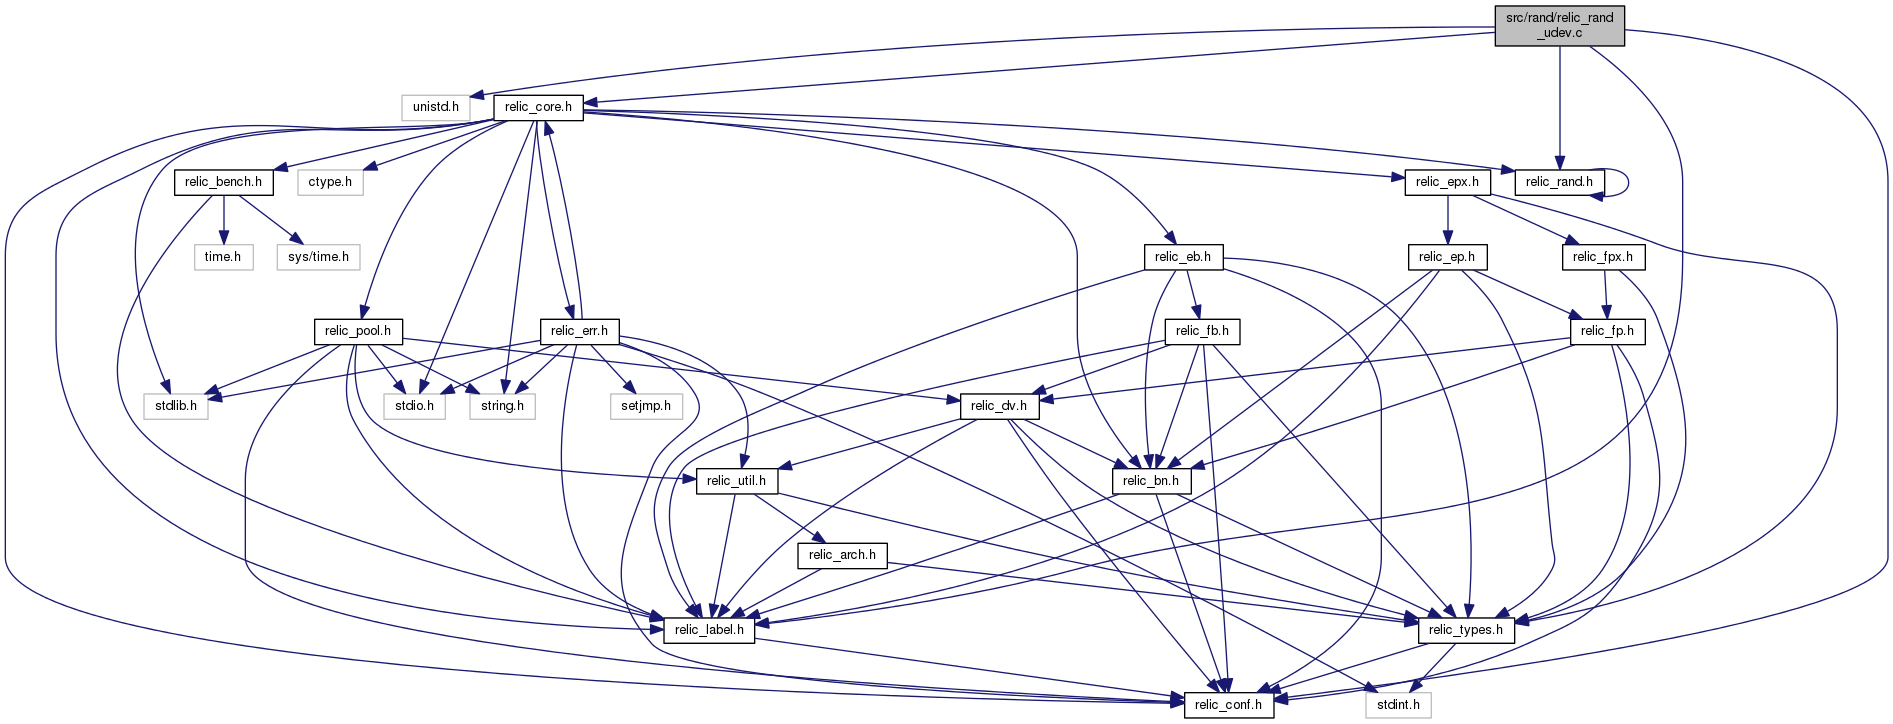 src/rand/relic_rand
_udev.c
unistd.h
relic_core.h
relic_bench.h
ctype.h
relic_epx.h
relic_rand.h
time.h
sys/time.h
relic_eb.h
relic_ep.h
relic_fpx.h
relic_pool.h
relic_err.h
relic_fb.h
relic_fp.h
stdlib.h
stdio.h
string.h
setjmp.h
relic_dv.h
relic_util.h
relic_bn.h
relic_arch.h
relic_label.h
relic_types.h
relic_conf.h
stdint.h